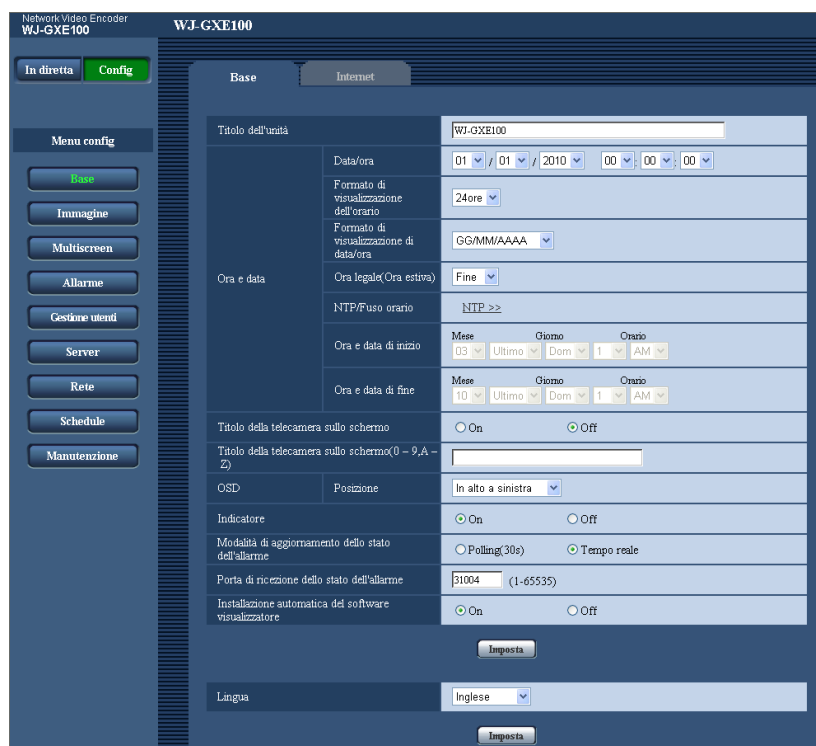 Network Video Encoder
WJ-GXE100
WJ-GXE100
In diretta
Config
Base
Internet
Menu config
Base
Immagine
Multiscreen
Allarme
Gestione utenti
Server
Rete
Schedule
Manutenzione
Titolo dell'unità
WJ-GXE100
Ora e data
Data/ora
01 / 01 / 2010 00 : 00 : 00
Formato di
visualizzazione
dell'orario
24ore
Formato di
visualizzazione di
data/ora
GG/MM/AAAA
Ora legale(Ora estiva)
Fine
NTP/Fuso orario
NTP >>
Ora e data di inizio
Mese Giorno Orario
03 Ultimo Dom 1 AM
Ora e data di fine
Mese Giorno Orario
10 Ultimo Dom 1 AM
Titolo della telecamera sullo schermo
On Off
Titolo della telecamera sullo schermo(0 – 9,A –
Z)
OSD
Posizione
In alto a sinistra
Indicatore
On Off
Modalità di aggiornamento dello stato
dell'allarme
Polling(30s) Tempo reale
Porta di ricezione dello stato dell'allarme
31004 (1-65535)
Installazione automatica del software
visualizzatore
On Off
Imposta
Lingua
Inglese
Imposta